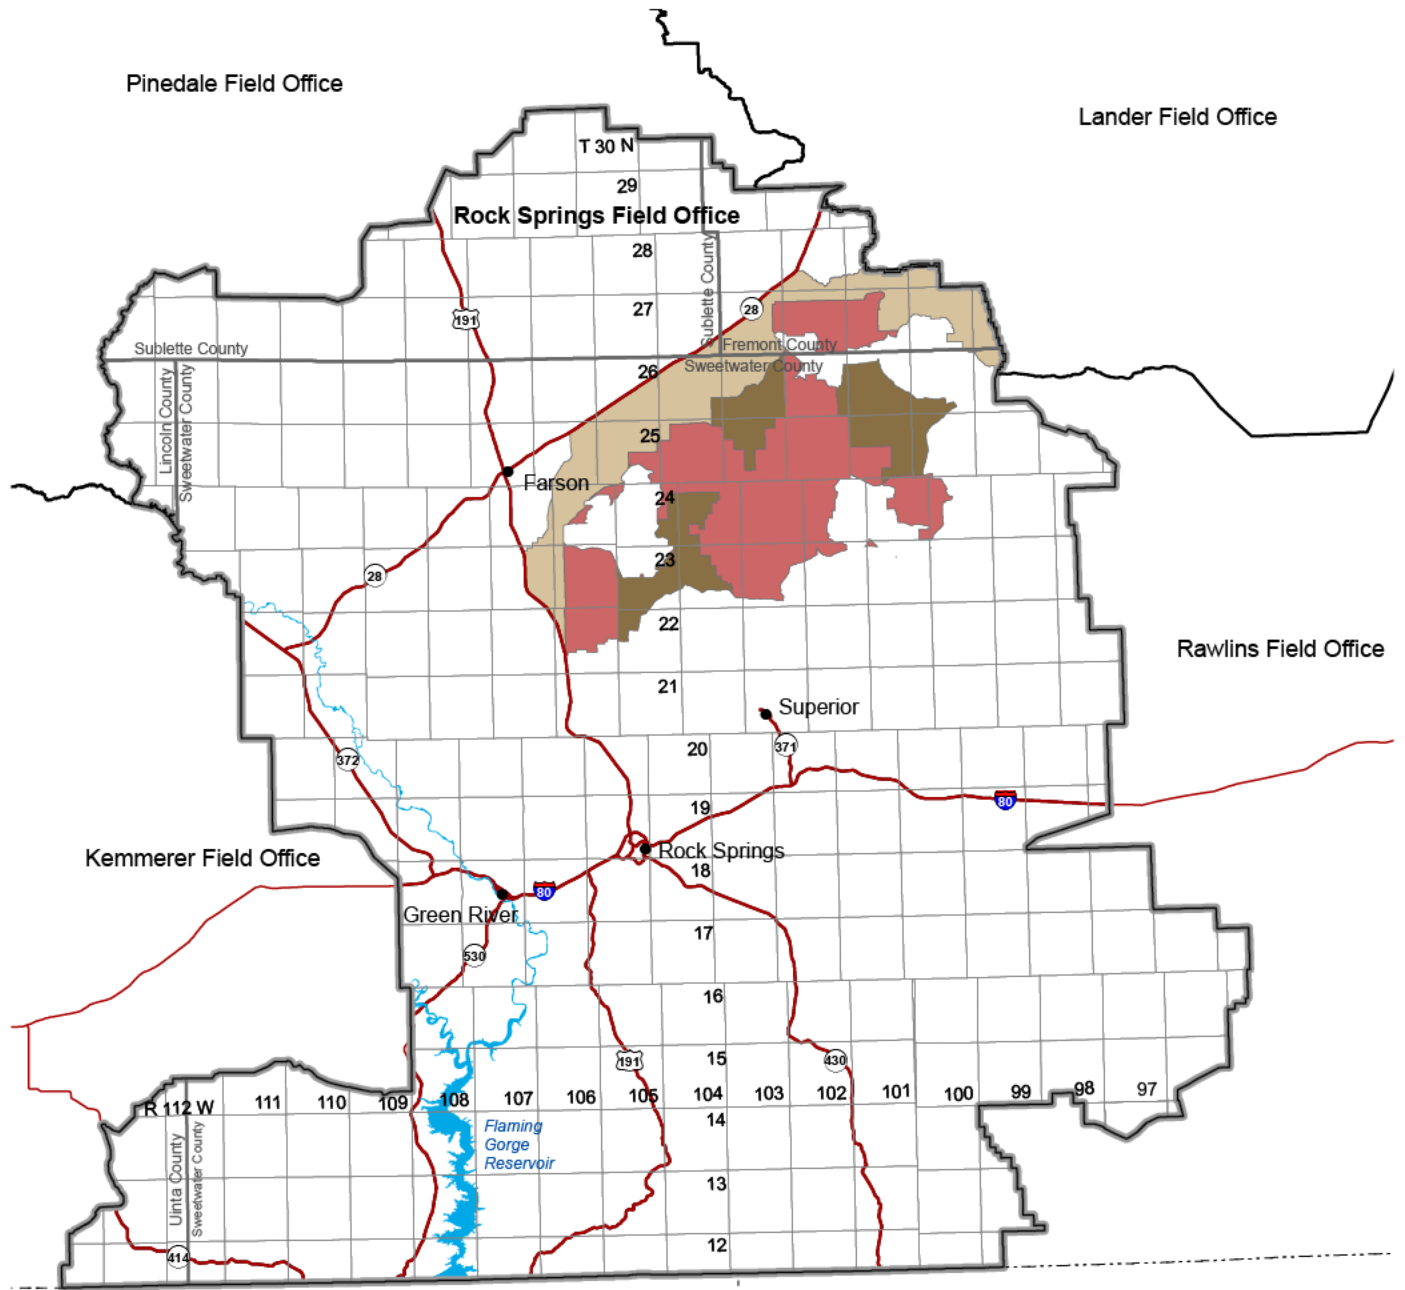 Pinedale Field Office
Lander Field Office
T 30 N
29
Rock Springs Field Office
28
Sublette County
27
28
191
Sublette County
Fremont County
Sweetwater County
26
Lincoln County
Sweetwater County
25
Farson
24
23
28
22
Rawlins Field Office
21
Superior
20
371
372
19
80
Rock Springs
Kemmerer Field Office
18
80
Green River
17
530
16
15
191
430
R 112 W
111
110
109
108
107
106
105
104
103
102
101
100
99
98
97
14
Flaming
Gorge
Reservoir
Uinta County
Sweetwater County
13
12
414